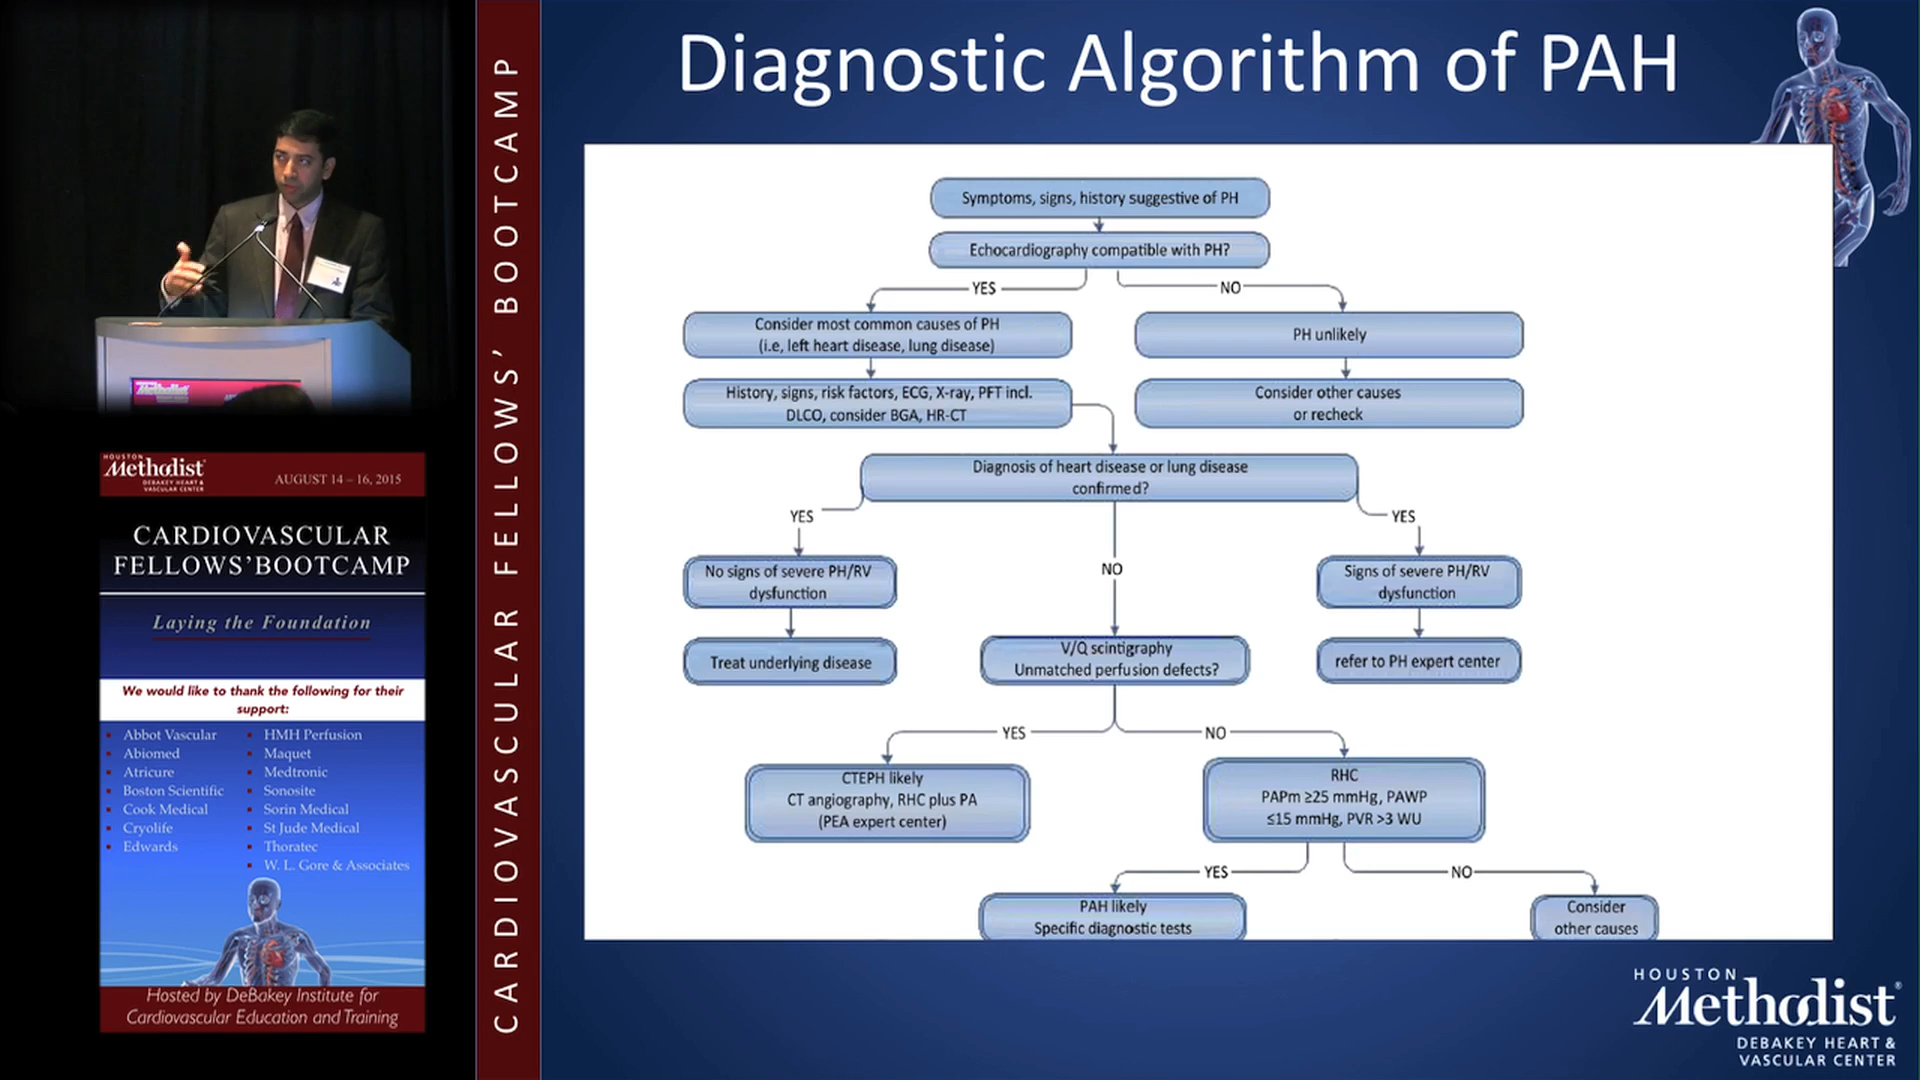 Diagnostic Algorithm of PAH
CARDIOVASCULAR FELLOWS' BOOTCAMP
Symptoms, signs, history suggestive of PH
Echocardiography compatible with PH?
YES
NO
Consider most common causes of PH
(i.e, left heart disease, lung disease)
PH unlikely
History, signs, risk factors, ECG, X-ray, PFT incl.
DLCO, consider BGA, HR-CT
Consider other causes
or recheck
Diagnosis of heart disease or lung disease
confirmed?
YES
NO
YES
No signs of severe PH/RV
dysfunction
Signs of severe PH/RV
dysfunction
Treat underlying disease
V/Q scintigraphy
Unmatched perfusion defects?
refer to PH expert center
YES
NO
CTEPH likely
CT angiography, RHC plus PA
(PEA expert center)
RHC
PAPm ≥25 mmHg, PAWP
≤15 mmHg, PVR >3 WU
YES
NO
PAH likely
Specific diagnostic tests
Consider
other causes
HOUSTON
Methodist
DEBAKEY HEART &
VASCULAR CENTER
Methodist
HOUSTON
Methodist
DEBAKEY HEART &
VASCULAR CENTER
AUGUST 14 – 16, 2015
CARDIOVASCULAR
FELLOWS'BOOTCAMP
Laying the Foundation
We would like to thank the following for their
support:
Abbot Vascular
Abiomed
Atricure
Boston Scientific
Cook Medical
Cryolife
Edwards
HMH Perfusion
Maquet
Medtronic
Sonosite
Sorin Medical
St Jude Medical
Thoratec
W. L. Gore & Associates
Hosted by DeBakey Institute for
Cardiovascular Education and Training